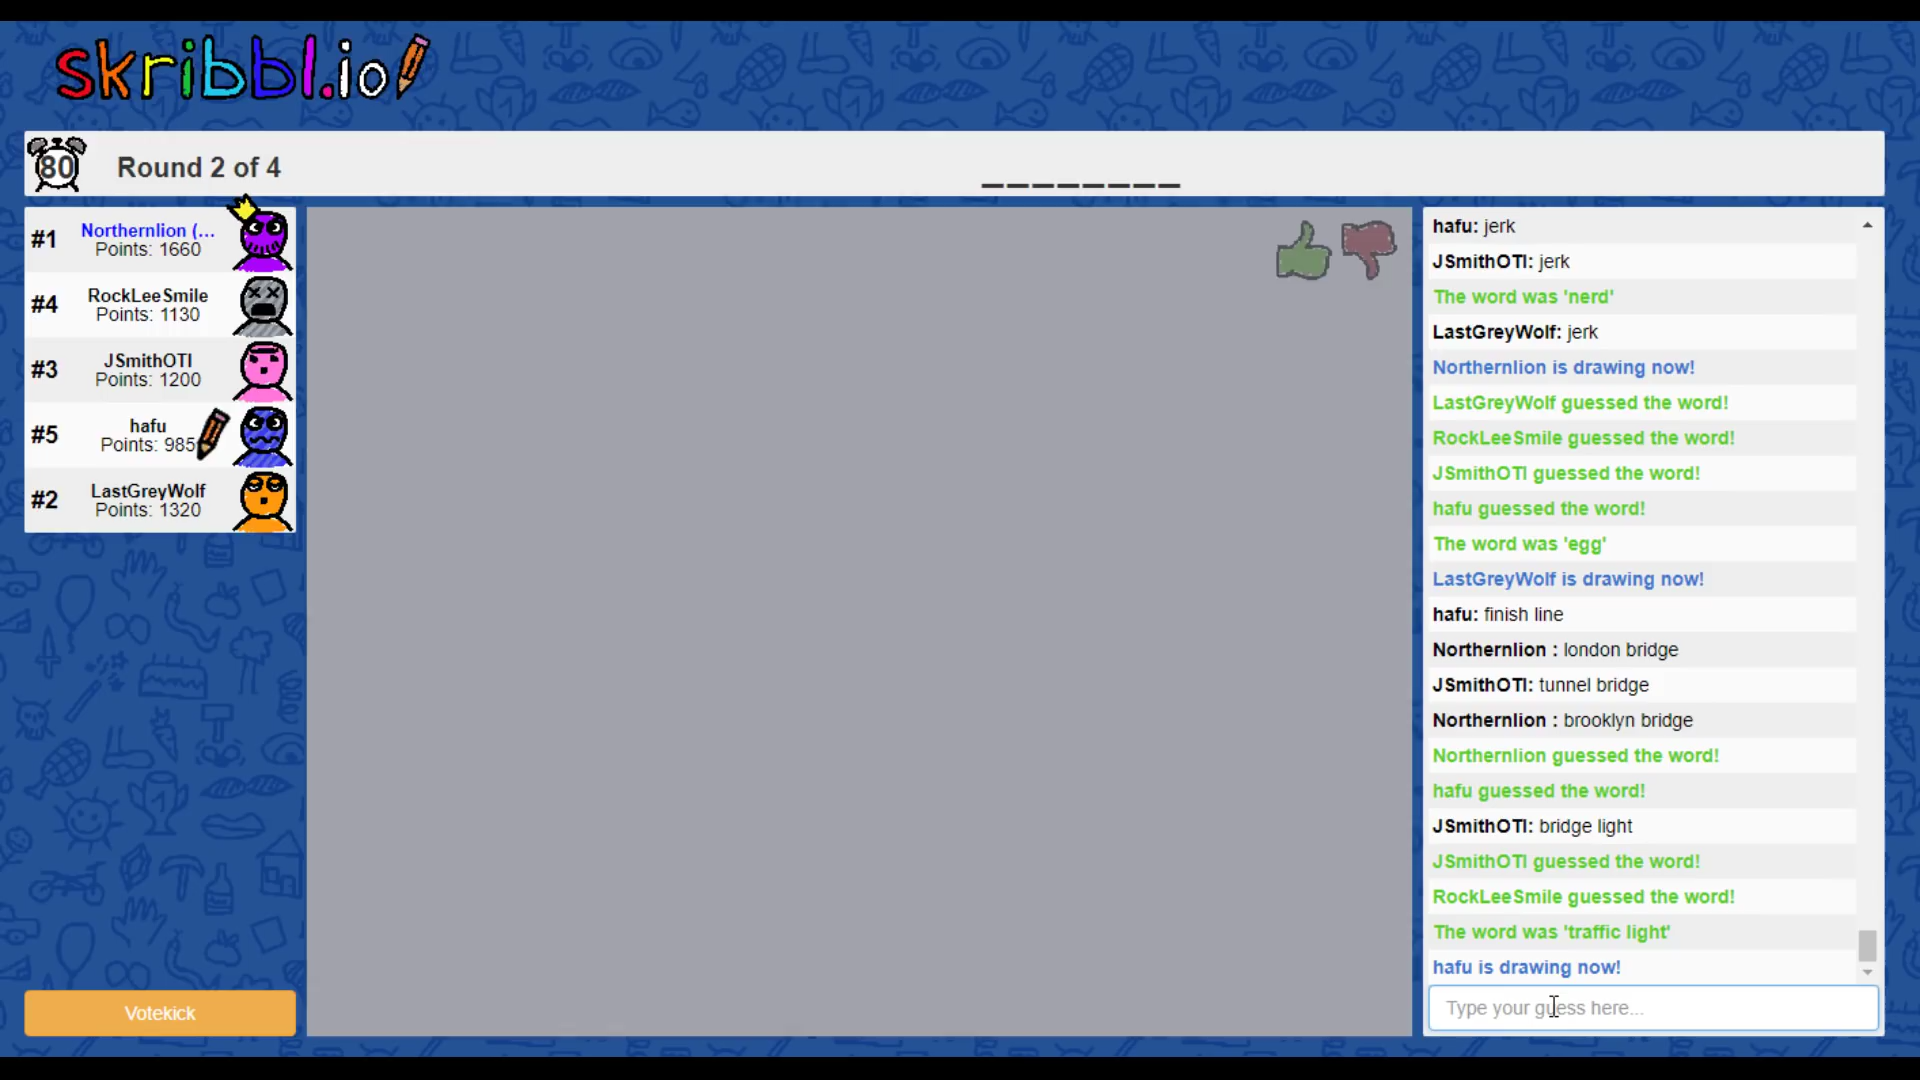 skribbl.io
80
Round 2 of 4
________
#1
Northernlion (...
Points: 1660
#4
RockLeeSmile
Points: 1130
#3
JSmithOTI
Points: 1200
#5
hafu
Points: 985
#2
LastGreyWolf
Points: 1320
Votekick
hafu: jerk
JSmithOTI: jerk
The word was 'nerd'
LastGreyWolf: jerk
Northernlion is drawing now!
LastGreyWolf guessed the word!
RockLeeSmile guessed the word!
JSmithOTI guessed the word!
hafu guessed the word!
The word was 'egg'
LastGreyWolf is drawing now!
hafu: finish line
Northernlion : london bridge
JSmithOTI: tunnel bridge
Northernlion : brooklyn bridge
Northernlion guessed the word!
hafu guessed the word!
JSmithOTI: bridge light
JSmithOTI guessed the word!
RockLeeSmile guessed the word!
The word was 'traffic light'
hafu is drawing now!
Type your guess here...